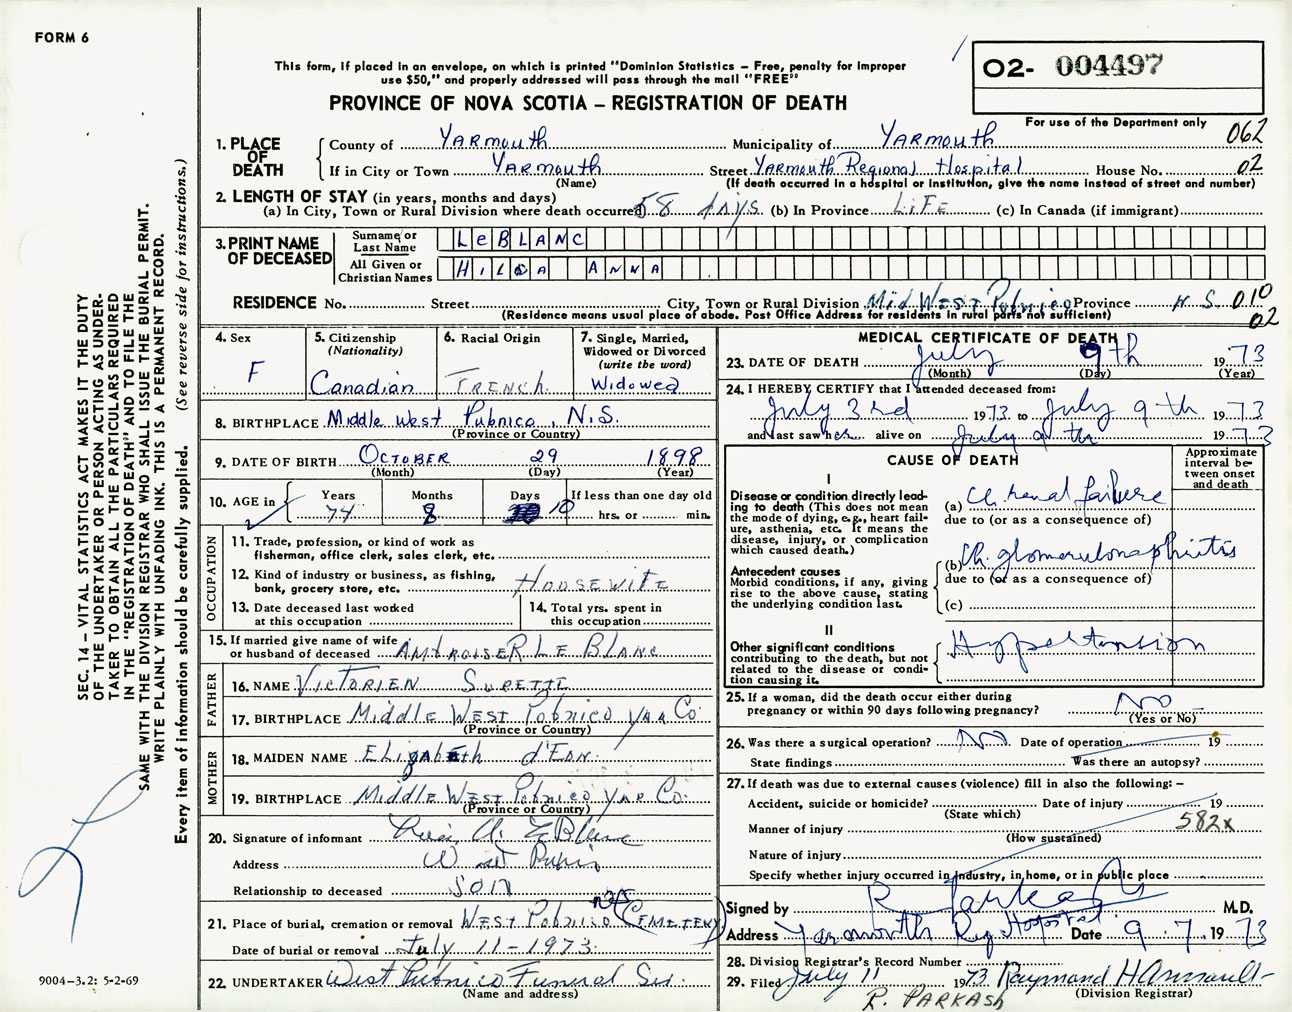 FORM 6
This form, if placed in an envelope, on which is printed "Dominion Statistics – Free, penalty for improper
use $50," and properly addressed will pass through the mail "FREE"
PROVINCE OF NOVA SCOTIA – REGISTRATION OF DEATH
02- 004497
For use of the Department only
062
02
SEC. 14 – VITAL STATISTICS ACT MAKES IT THE DUTY
OF THE UNDERTAKER OR PERSON ACTING AS UNDER-
TAKER TO OBTAIN ALL THE PARTICULARS REQUIRED
IN THE "REGISTRATION OF DEATH" AND TO FILE THE
SAME WITH THE DIVISION REGISTRAR WHO SHALL ISSUE THE BURIAL PERMIT.
WRITE PLAINLY WITH UNFADING INK. THIS IS A PERMANENT RECORD.
Every item of information should be carefully supplied. (See reverse side for instructions.)
1. PLACE OF DEATH
County of Yarmouth Municipality of Yarmouth
If in City or Town Yarmouth Street Yarmouth Regional Hospital House No.
(Name) (If death occurred in a hospital or institution, give the name instead of street and number)
2. LENGTH OF STAY (in years, months and days)
(a) In City, Town or Rural Division where death occurred 58 days (b) In Province LiFE (c) In Canada (if immigrant)
3. PRINT NAME OF DECEASED
Surname or Last Name LeBLANC
All Given or Christian Names HILDA ANNA
RESIDENCE No. Street City, Town or Rural Division Mid West Pubnico Province N.S. 010
02
(Residence means usual place of abode. Post Office Address for residents in rural parts not sufficient)
4. Sex F
5. Citizenship (Nationality) Canadian
6. Racial Origin French
7. Single, Married, Widowed or Divorced (write the word) Widowed
8. BIRTHPLACE Middle West Pubnico, N.S.
(Province or Country)
9. DATE OF BIRTH October 29 1898
(Month) (Day) (Year)
10. AGE in Years 74 Months 8 Days 10 If less than one day old
hrs. or min.
OCCUPATION
11. Trade, profession, or kind of work as
fisherman, office clerk, sales clerk, etc.
12. Kind of industry or business, as fishing,
bank, grocery store, etc. Housewife
13. Date deceased last worked
at this occupation
14. Total yrs. spent in
this occupation
15. If married give name of wife
or husband of deceased Ambroise R LeBlanc
FATHER
16. NAME Victorien Surette
17. BIRTHPLACE Middle West Pobnico Yar Co.
(Province or Country)
MOTHER
18. MAIDEN NAME Elizabeth d'Eon
19. BIRTHPLACE Middle West Pobnico Yar Co.
(Province or Country)
20. Signature of informant
Address
Relationship to deceased Son
21. Place of burial, cremation or removal West Pobnico Cemetery
Date of burial or removal July 11-1973
22. UNDERTAKER West Pubnico Funeral Ser.
(Name and address)
MEDICAL CERTIFICATE OF DEATH
23. DATE OF DEATH July 9th 1973
(Month) (Day) (Year)
24. I HEREBY CERTIFY that I attended deceased from:
July 3rd 1973 to July 9th 1973
and last saw her alive on July 9th 1973
CAUSE OF DEATH
Approximate interval between onset and death
I
Disease or condition directly lead-
ing to death (This does not mean
the mode of dying, e.g., heart fail-
ure, asthenia, etc. It means the
disease, injury, or complication
which caused death.)
(a) Ch. renal failure
due to (or as a consequence of)
Antecedent causes
Morbid conditions, if any, giving
rise to the above cause, stating
the underlying condition last.
(b) Ch. glomerulonephritis
due to (or as a consequence of)
(c)
II
Other significant conditions
contributing to the death, but not
related to the disease or condi-
tion causing it.
Hypertension
25. If a woman, did the death occur either during
pregnancy or within 90 days following pregnancy? No
(Yes or No)
26. Was there a surgical operation? No Date of operation 19
State findings Was there an autopsy?
27. If death was due to external causes (violence) fill in also the following: –
Accident, suicide or homicide? Date of injury 19
(State which)
582x
Manner of injury
(How sustained)
Nature of injury
Specify whether injury occurred in industry, in home, or in public place
Signed by R Parkash M.D.
Address Yarmouth Reg Hospital Date 9.7.1973
28. Division Registrar's Record Number
29. Filed July 11 1973 Raymond H Amirault
(Division Registrar)
R. PARKASH
9004-3.2: 5-2-69